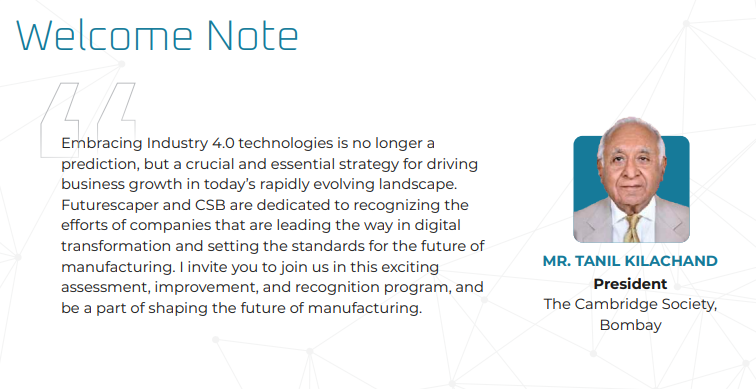 Welcome Note
Embracing Industry 4.0 technologies is no longer a
prediction, but a crucial and essential strategy for driving
business growth in today’s rapidly evolving landscape.
Futurescaper and CSB are dedicated to recognizing the
efforts of companies that are leading the way in digital
transformation and setting the standards for the future of
manufacturing. I invite you to join us in this exciting
assessment, improvement, and recognition program, and
be a part of shaping the future of manufacturing.
MR. TANIL KILACHAND
President
The Cambridge Society,
Bombay